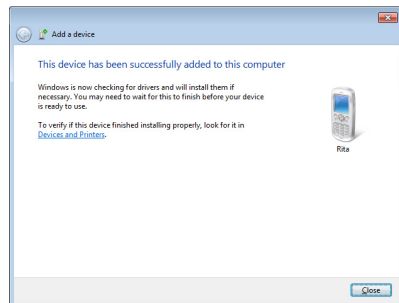 Add a device
This device has been successfully added to this computer
Windows is now checking for drivers and will install them if
necessary. You may need to wait for this to finish before your device
is ready to use.
To verify if this device finished installing properly, look for it in
Devices and Printers.
Rita
Close